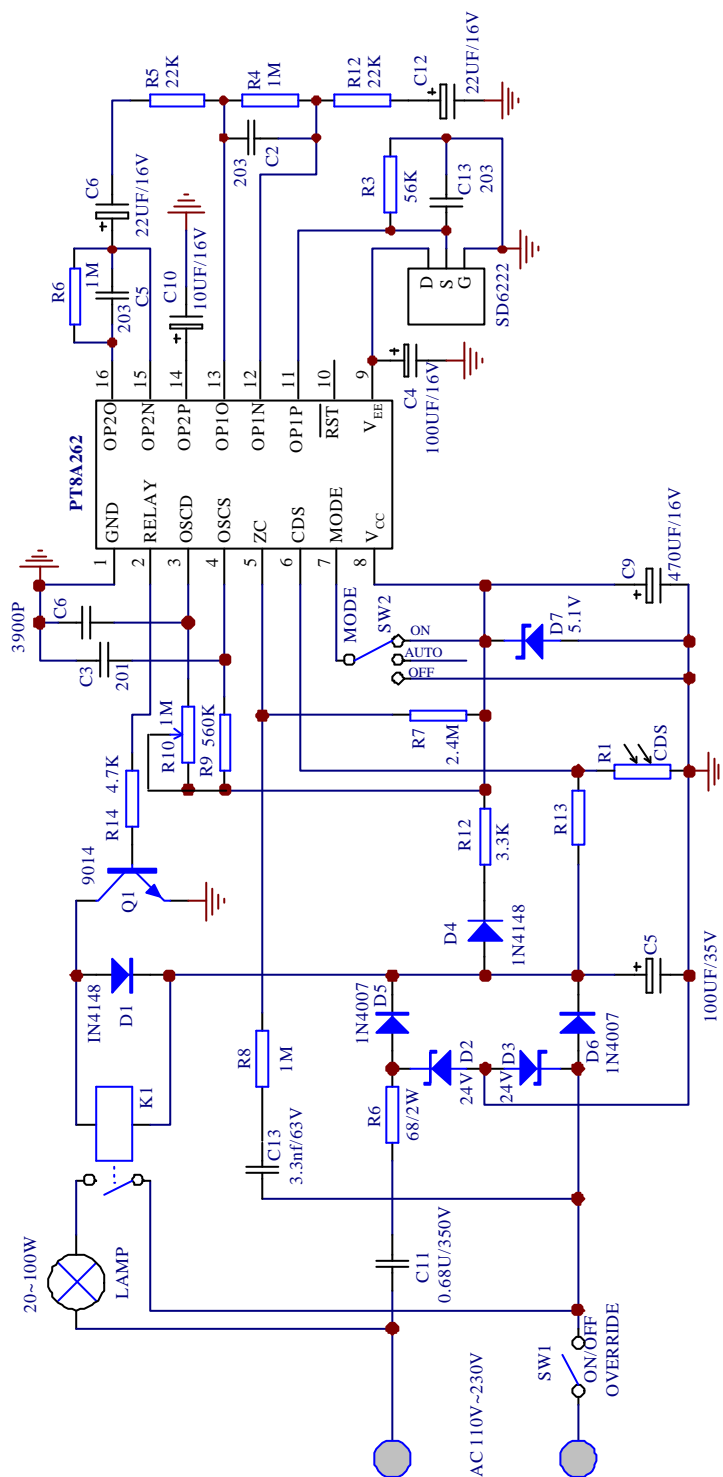 20~100W
LAMP
K1
IN4148
D1
9014
Q1
R14
4.7K
3900P
C6
C3
201
R10
1M
R9
560K
R8
1M
C13
3.3nf/63V
PT8A262
1
GND
2
RELAY
3
OSCD
4
OSCS
5
ZC
6
CDS
7
MODE
8
VCC
16
OP2O
15
OP2N
14
OP2P
13
OP1O
12
OP1N
11
OP1P
10
RST
9
VEE
R6
1M
203
C5
C6
22UF/16V
C10
10UF/16V
R5
22K
R4
1M
203
C2
R12
22K
C12
22UF/16V
R3
56K
C13
203
D
S
G
SD6222
C4
100UF/16V
MODE
SW2
ON
AUTO
OFF
R7
2.4M
D7
5.1V
C9
470UF/16V
R1
CDS
R13
R12
3.3K
D4
1N4148
C5
100UF/35V
1N4007
D5
24V
D2
24V
D3
D6
1N4007
R6
68/2W
C11
0.68U/350V
AC 110V~230V
SW1
ON/OFF
OVERRIDE